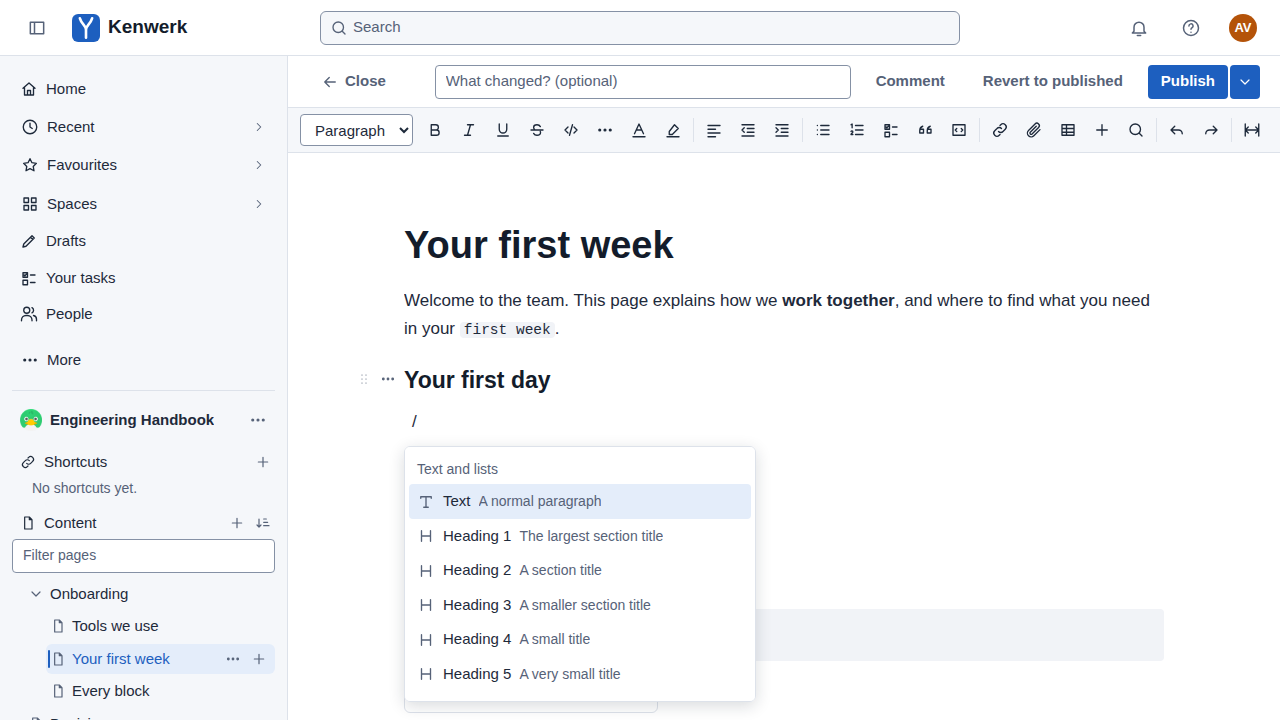 Kenwerk
Search
AV
Home
Recent
Favourites
Spaces
Drafts
Your tasks
People
More
Engineering Handbook
Shortcuts
No shortcuts yet.
Content
Filter pages
Onboarding
Tools we use
Your first week
Every block
Close
What changed? (optional)
Comment
Revert to published
Publish
Paragraph
Your first week
Welcome to the team. This page explains how we work together, and where to find what you need
in your first week.
Your first day
/
Text and lists
Text A normal paragraph
Heading 1 The largest section title
Heading 2 A section title
Heading 3 A smaller section title
Heading 4 A small title
Heading 5 A very small title